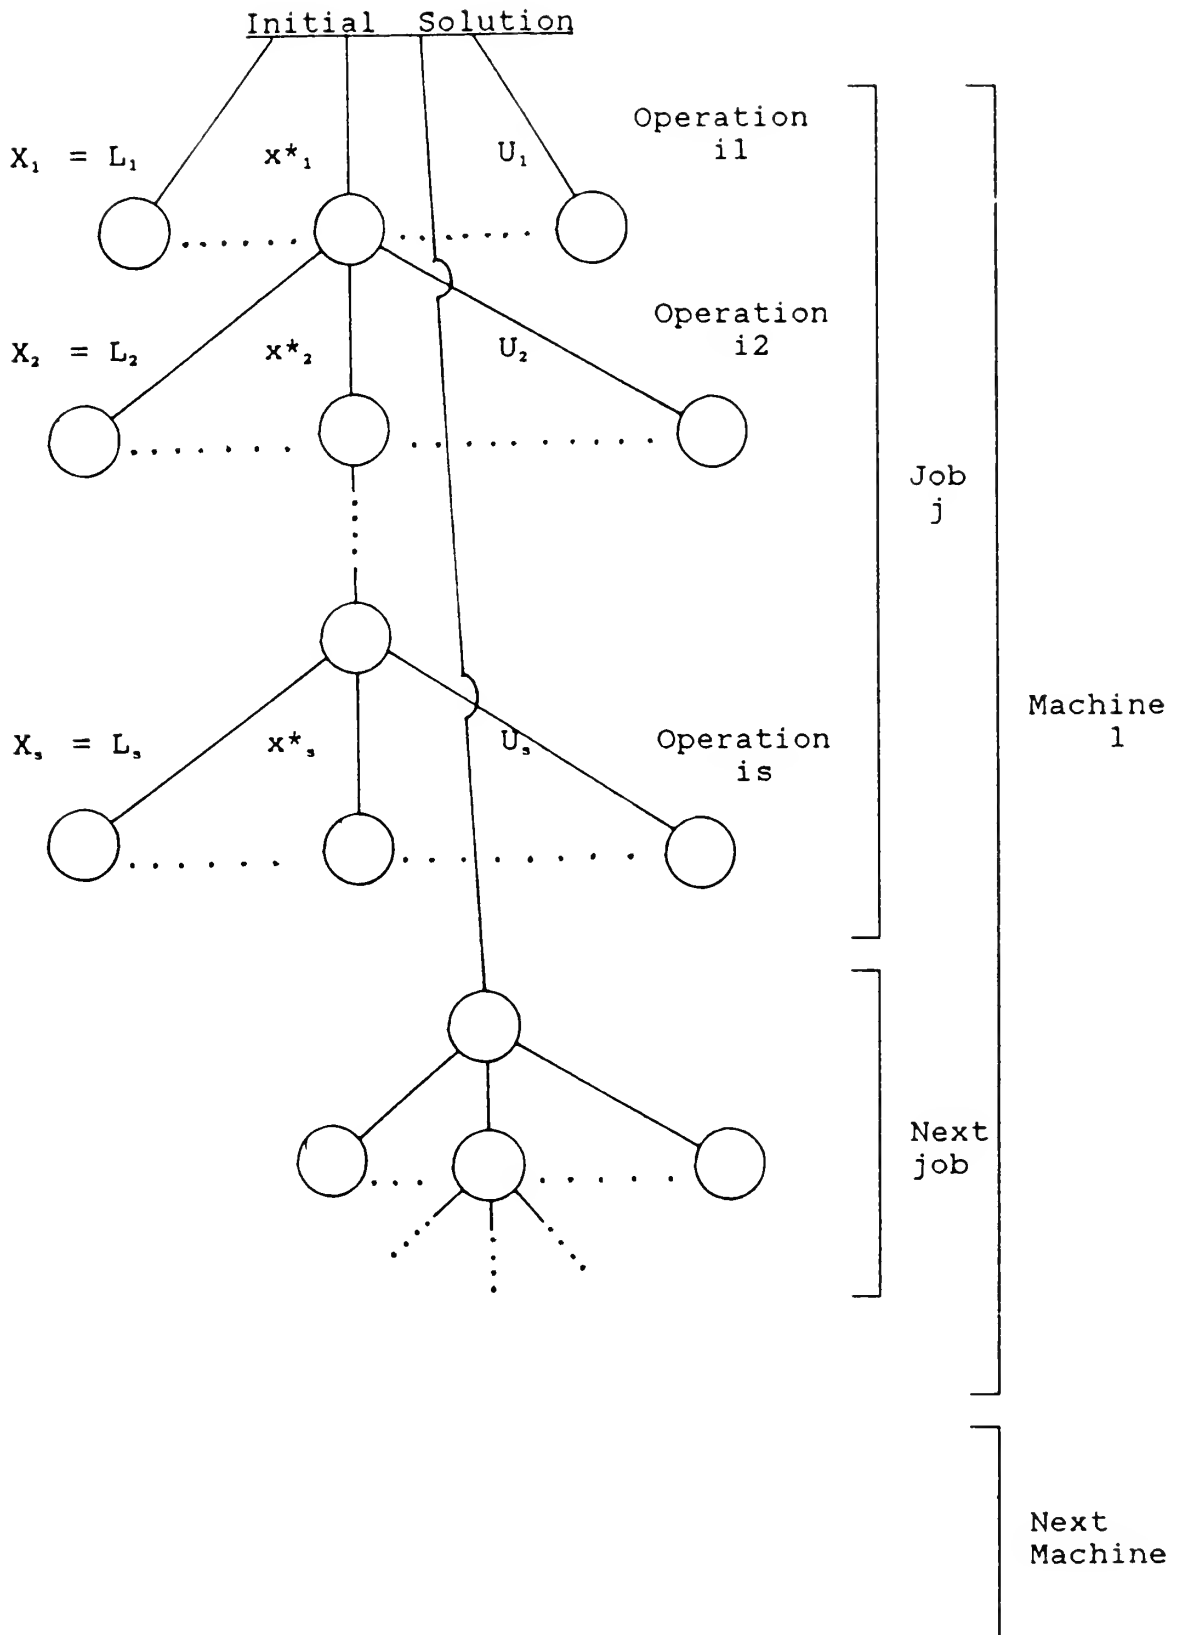 Initial Solution
Operation
i1
X₁ = L₁ x*₁ U₁
Operation
i2
X₂ = L₂ x*₂ U₂
Job
j
Machine
1
Operation
is
Xₛ = Lₛ x*ₛ Uₛ
Next
job
Next
Machine